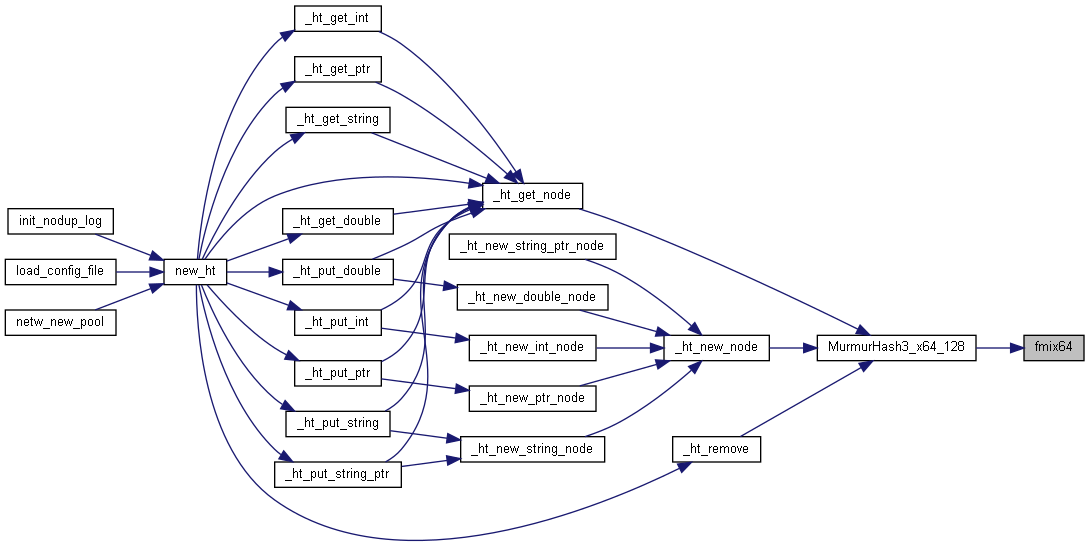 init_nodup_log
load_config_file
netw_new_pool
new_ht
_ht_get_int
_ht_get_ptr
_ht_get_string
_ht_get_double
_ht_put_double
_ht_put_int
_ht_put_ptr
_ht_put_string
_ht_put_string_ptr
_ht_get_node
_ht_new_string_ptr_node
_ht_new_double_node
_ht_new_int_node
_ht_new_ptr_node
_ht_new_string_node
_ht_new_node
_ht_remove
MurmurHash3_x64_128
fmix64